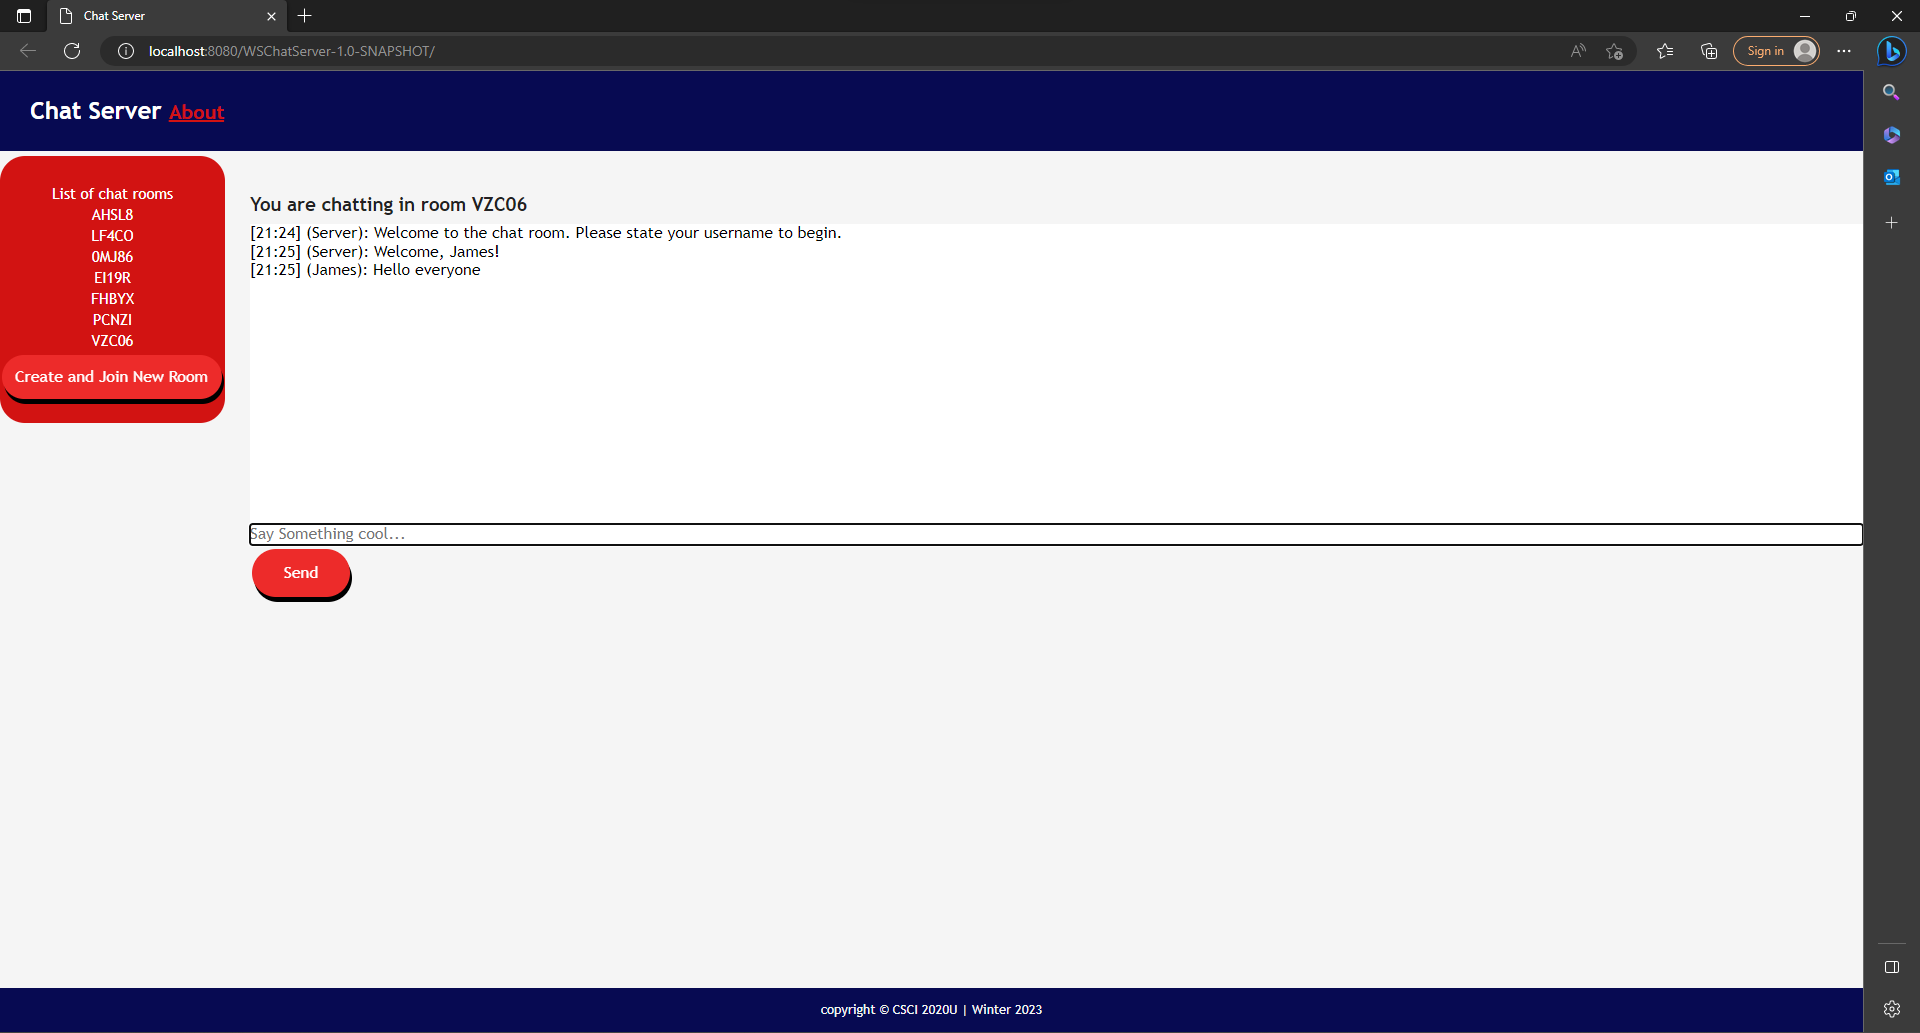 Chat Server
localhost:8080/WSChatServer-1.0-SNAPSHOT/
Sign in
Chat Server About
List of chat rooms
AHSL8
LF4CO
0MJ86
EI19R
FHBYX
PCNZI
VZC06
Create and Join New Room
You are chatting in room VZC06
[21:24] (Server): Welcome to the chat room. Please state your username to begin.
[21:25] (Server): Welcome, James!
[21:25] (James): Hello everyone
Say Something cool...
Send
copyright © CSCI 2020U | Winter 2023